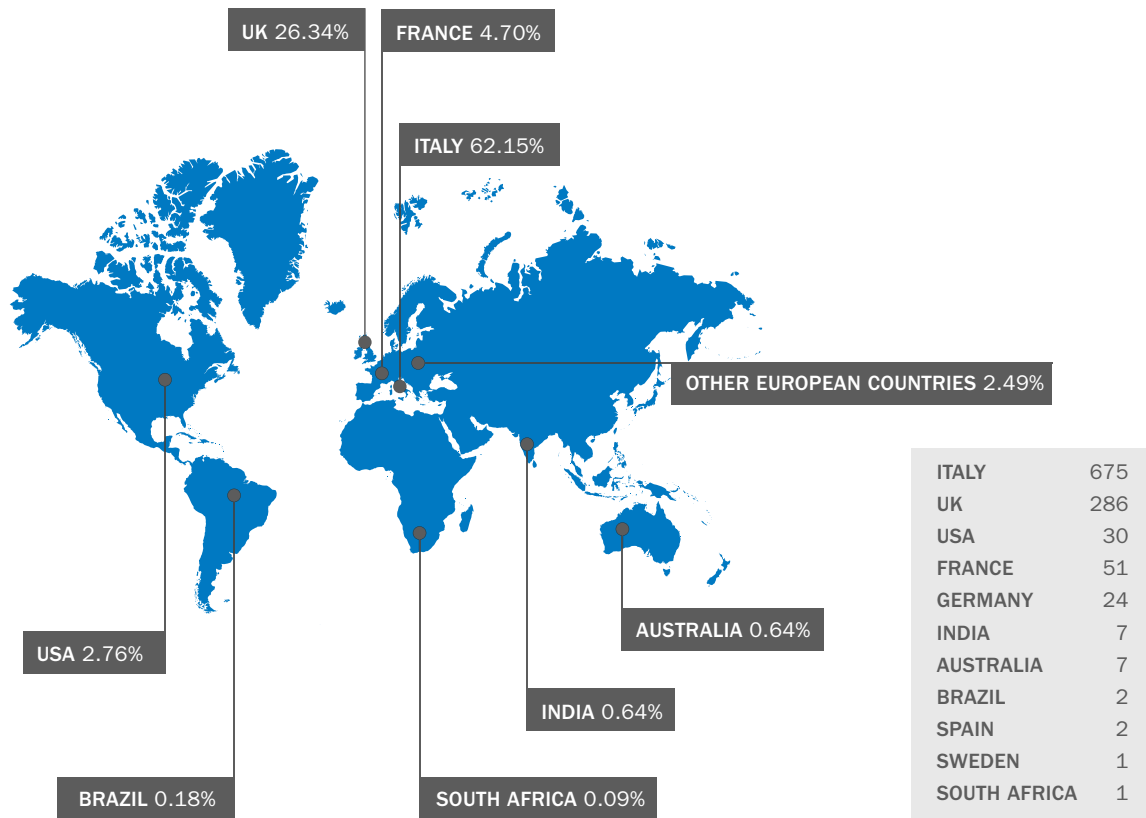 UK 26.34%
FRANCE 4.70%
ITALY 62.15%
OTHER EUROPEAN COUNTRIES 2.49%
AUSTRALIA 0.64%
USA 2.76%
INDIA 0.64%
BRAZIL 0.18%
SOUTH AFRICA 0.09%
ITALY 675
UK 286
USA 30
FRANCE 51
GERMANY 24
INDIA 7
AUSTRALIA 7
BRAZIL 2
SPAIN 2
SWEDEN 1
SOUTH AFRICA 1